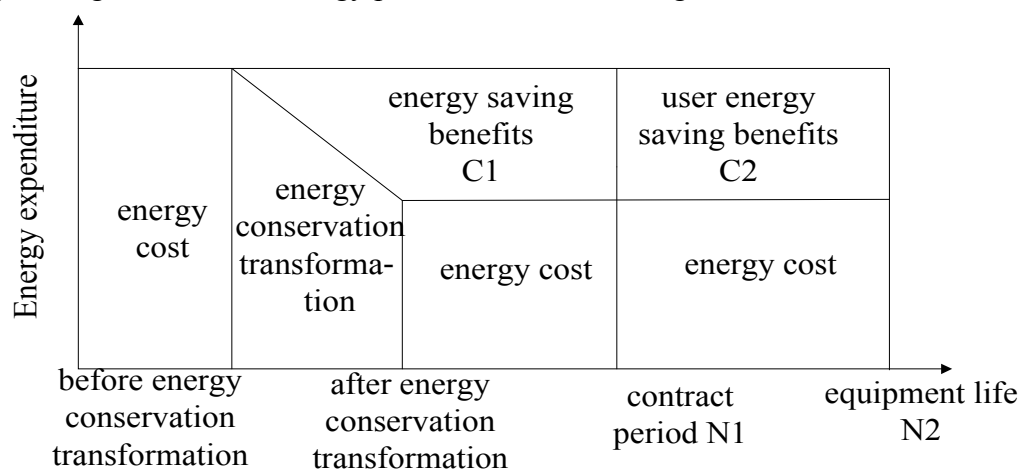 Energy expenditure
energy
cost
energy
conservation
transforma-
tion
energy saving
benefits
C1
energy cost
user energy
saving benefits
C2
energy cost
before energy
conservation
transformation
after energy
conservation
transformation
contract
period N1
equipment life
N2